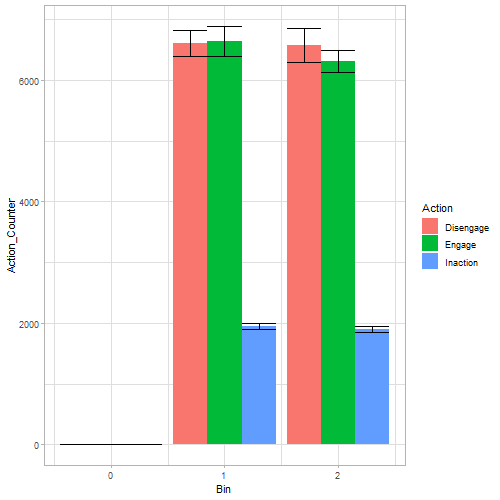 Action_Counter
6000
4000
2000
0
0
1
2
Bin
Action
Disengage
Engage
Inaction